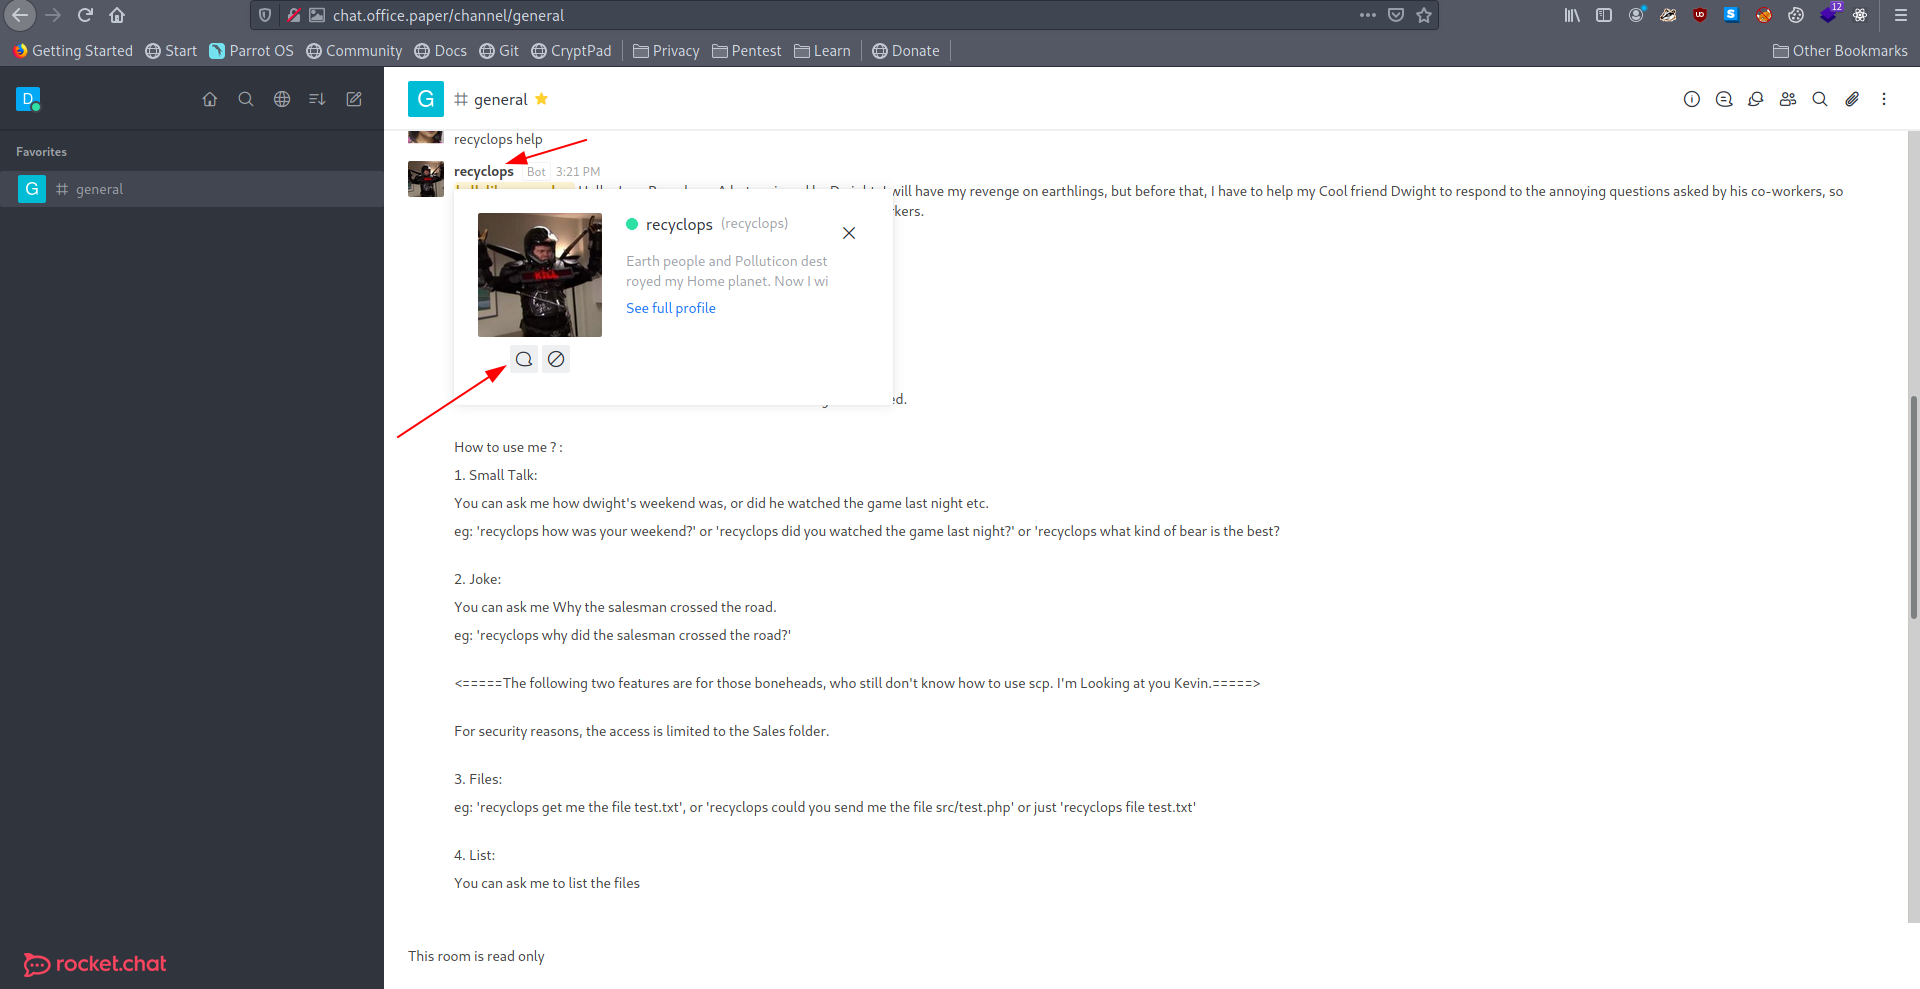 chat.office.paper/channel/general
12
Getting Started Start Parrot OS Community Docs Git CryptPad Privacy Pentest Learn Donate Other Bookmarks
D
G general
Favorites
G general
recyclops help
recyclops Bot 3:21 PM
will have my revenge on earthlings, but before that, I have to help my Cool friend Dwight to respond to the annoying questions asked by his co-workers, so
kers.
recyclops (recyclops)
KILL
Earth people and Polluticon dest
royed my Home planet. Now I wi
See full profile
ed.
How to use me ? :
1. Small Talk:
You can ask me how dwight's weekend was, or did he watched the game last night etc.
eg: 'recyclops how was your weekend?' or 'recyclops did you watched the game last night?' or 'recyclops what kind of bear is the best?
2. Joke:
You can ask me Why the salesman crossed the road.
eg: 'recyclops why did the salesman crossed the road?'
<=====The following two features are for those boneheads, who still don't know how to use scp. I'm Looking at you Kevin.=====>
For security reasons, the access is limited to the Sales folder.
3. Files:
eg: 'recyclops get me the file test.txt', or 'recyclops could you send me the file src/test.php' or just 'recyclops file test.txt'
4. List:
You can ask me to list the files
This room is read only
rocket.chat